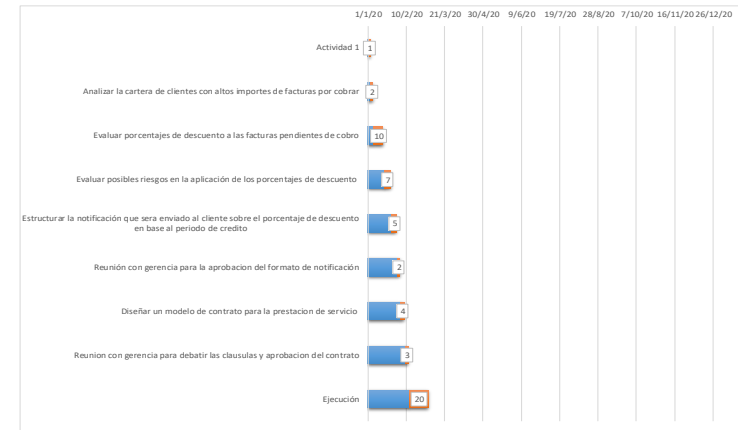 1/1/20 10/2/20 21/3/20 30/4/20 9/6/20 19/7/20 28/8/20 7/10/20 16/11/20 26/12/20
Actividad 1 1
Analizar la cartera de clientes con altos importes de facturas por cobrar 2
Evaluar porcentajes de descuento a las facturas pendientes de cobro 10
Evaluar posibles riesgos en la aplicación de los porcentajes de descuento 7
Estructurar la notificación que sera enviado al cliente sobre el porcentaje de descuento
en base al periodo de credito 5
Reunión con gerencia para la aprobacion del formato de notificación 2
Diseñar un modelo de contrato para la prestacion de servicio 4
Reunion con gerencia para debatir las clausulas y aprobacion del contrato 3
Ejecución 20